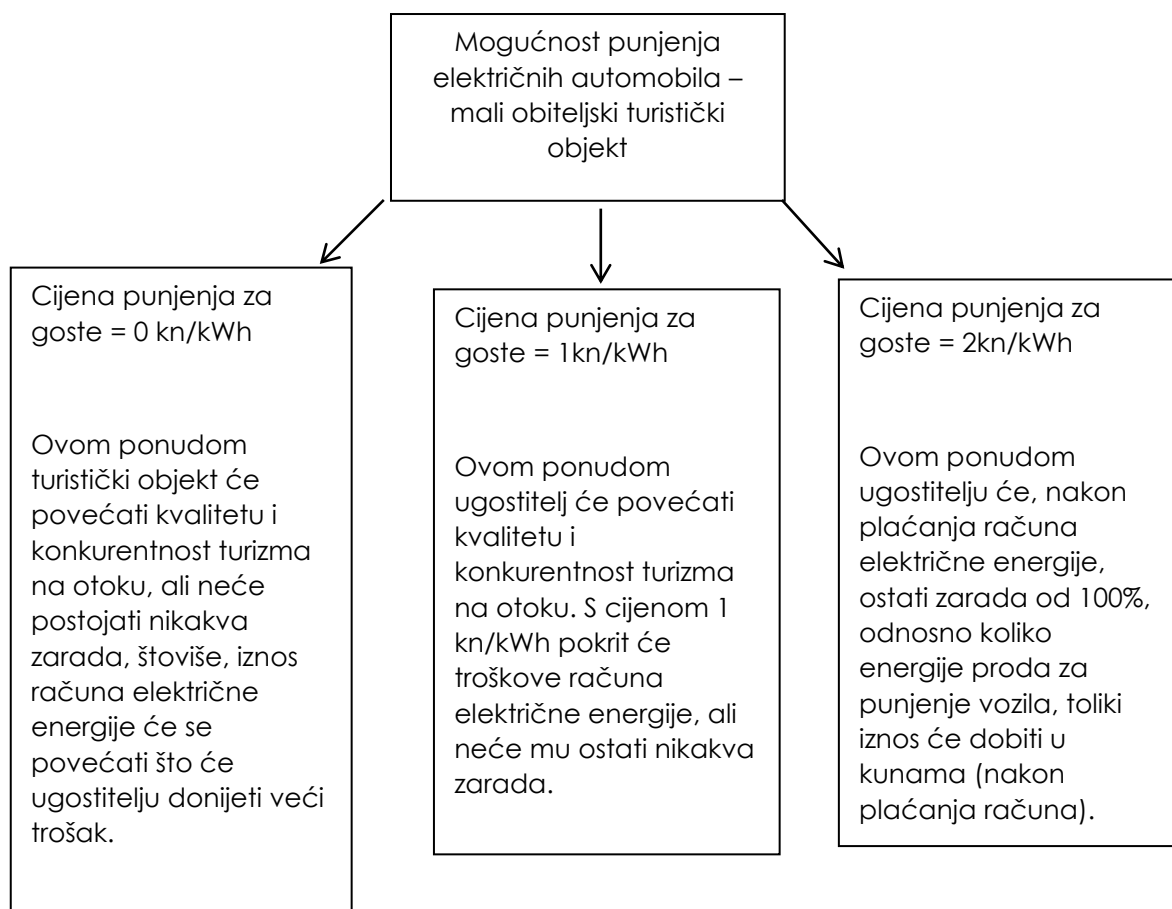 Mogućnost punjenja
električnih automobila –
mali obiteljski turistički
objekt
Cijena punjenja za
goste = 0 kn/kWh
Ovom ponudom
turistički objekt će
povećati kvalitetu i
konkurentnost turizma
na otoku, ali neće
postojati nikakva
zarada, štoviše, iznos
računa električne
energije će se
povećati što će
ugostitelju donijeti veći
trošak.
Cijena punjenja za
goste = 1kn/kWh
Ovom ponudom
ugostitelj će povećati
kvalitetu i
konkurentnost turizma
na otoku. S cijenom 1
kn/kWh pokrit će
troškove računa
električne energije, ali
neće mu ostati nikakva
zarada.
Cijena punjenja za
goste = 2kn/kWh
Ovom ponudom
ugostitelju će, nakon
plaćanja računa
električne energije,
ostati zarada od 100%,
odnosno koliko
energije proda za
punjenje vozila, toliki
iznos će dobiti u
kunama (nakon
plaćanja računa).